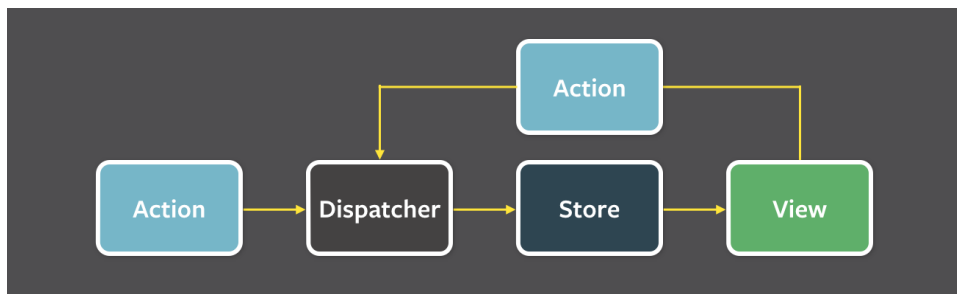 Action
Action
Dispatcher
Store
View